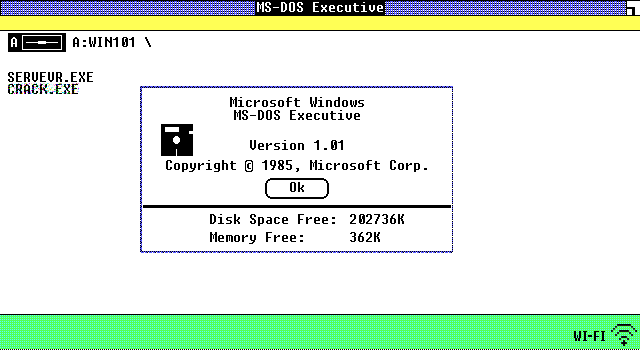 MS-DOS Executive
A A:WIN101 \
SERVEVR.EXE
CRACK.EXE
Microsoft Windows
MS-DOS Executive
Version 1.01
Copyright © 1985, Microsoft Corp.
Ok
Disk Space Free: 202736K
Memory Free: 362K
WI-FI